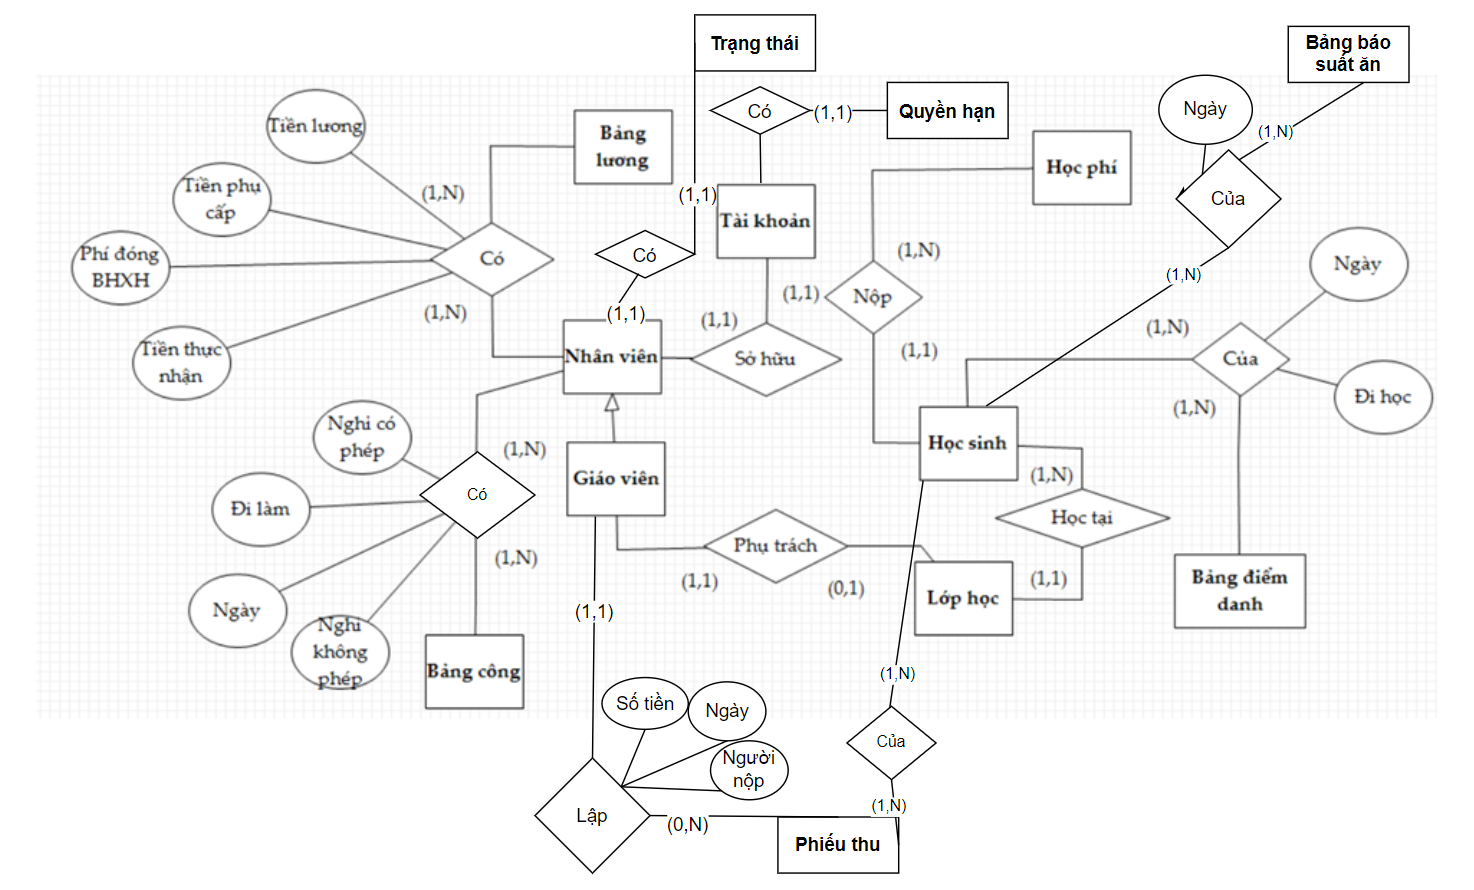 Trạng thái
Bảng báo
suất ăn
Có
(1,1)
Quyền hạn
Ngày
(1,N)
Tiền lương
Bảng
lương
Học phí
Tiền phụ
cấp
(1,N)
(1,1)
Tài khoản
Của
Phí đóng
BHXH
Có
Có
(1,N)
Ngày
(1,N)
(1,1)
Nộp
(1,N)
(1,1)
(1,1)
(1,N)
Tiền thực
nhận
Nhân viên
Sở hữu
(1,1)
Của
Đi học
(1,N)
Nghỉ có
phép
(1,N)
Học sinh
Giáo viên
(1,N)
Đi làm
Có
Học tại
(1,N)
Phụ trách
(1,1)
(0,1)
(1,1)
Lớp học
Bảng điểm
danh
Ngày
(1,1)
Nghỉ
không
phép
Bảng công
(1,N)
Số tiền
Ngày
Người
nộp
Của
(1,N)
Lập
(0,N)
Phiếu thu